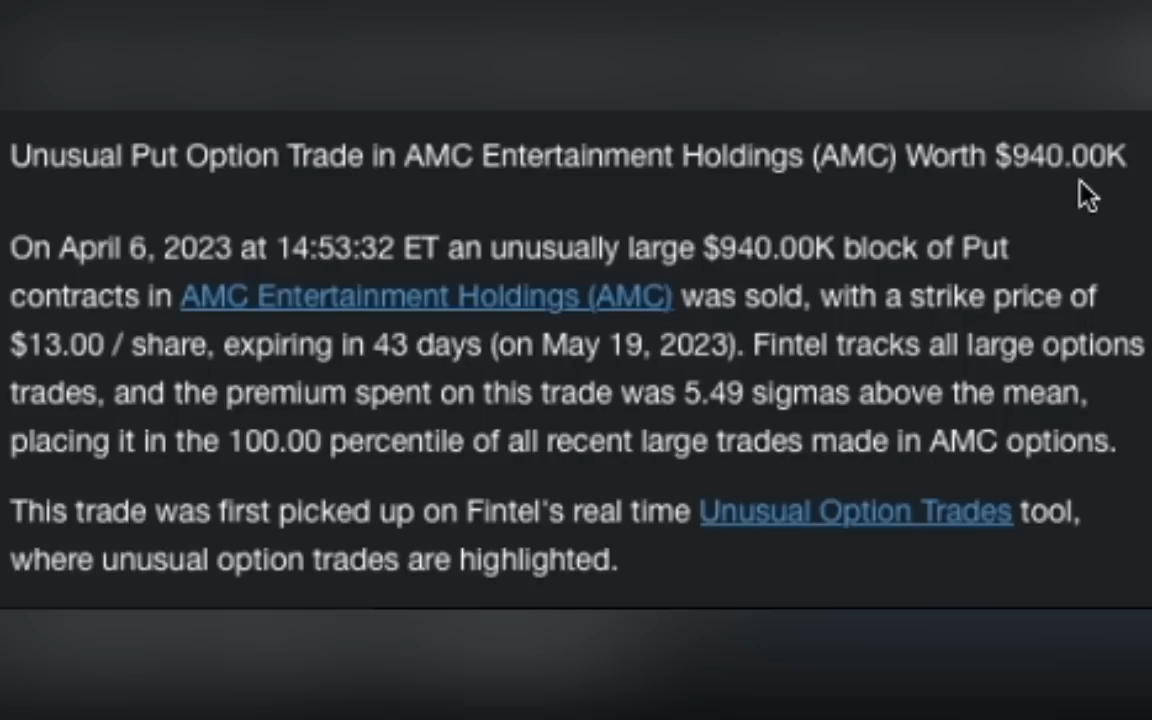 Unusual Put Option Trade in AMC Entertainment Holdings (AMC) Worth $940.00K
On April 6, 2023 at 14:53:32 ET an unusually large $940.00K block of Put
contracts in AMC Entertainment Holdings (AMC) was sold, with a strike price of
$13.00 / share, expiring in 43 days (on May 19, 2023). Fintel tracks all large options
trades, and the premium spent on this trade was 5.49 sigmas above the mean,
placing it in the 100.00 percentile of all recent large trades made in AMC options.
This trade was first picked up on Fintel's real time Unusual Option Trades tool,
where unusual option trades are highlighted.